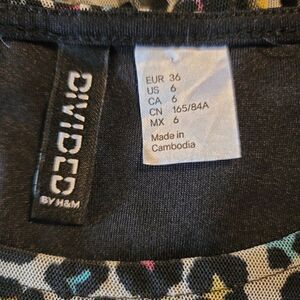 DIVIDED
BY H&M
EUR 36
US 6
CA 6
CN 165/84A
MX 6
Made in
Cambodia